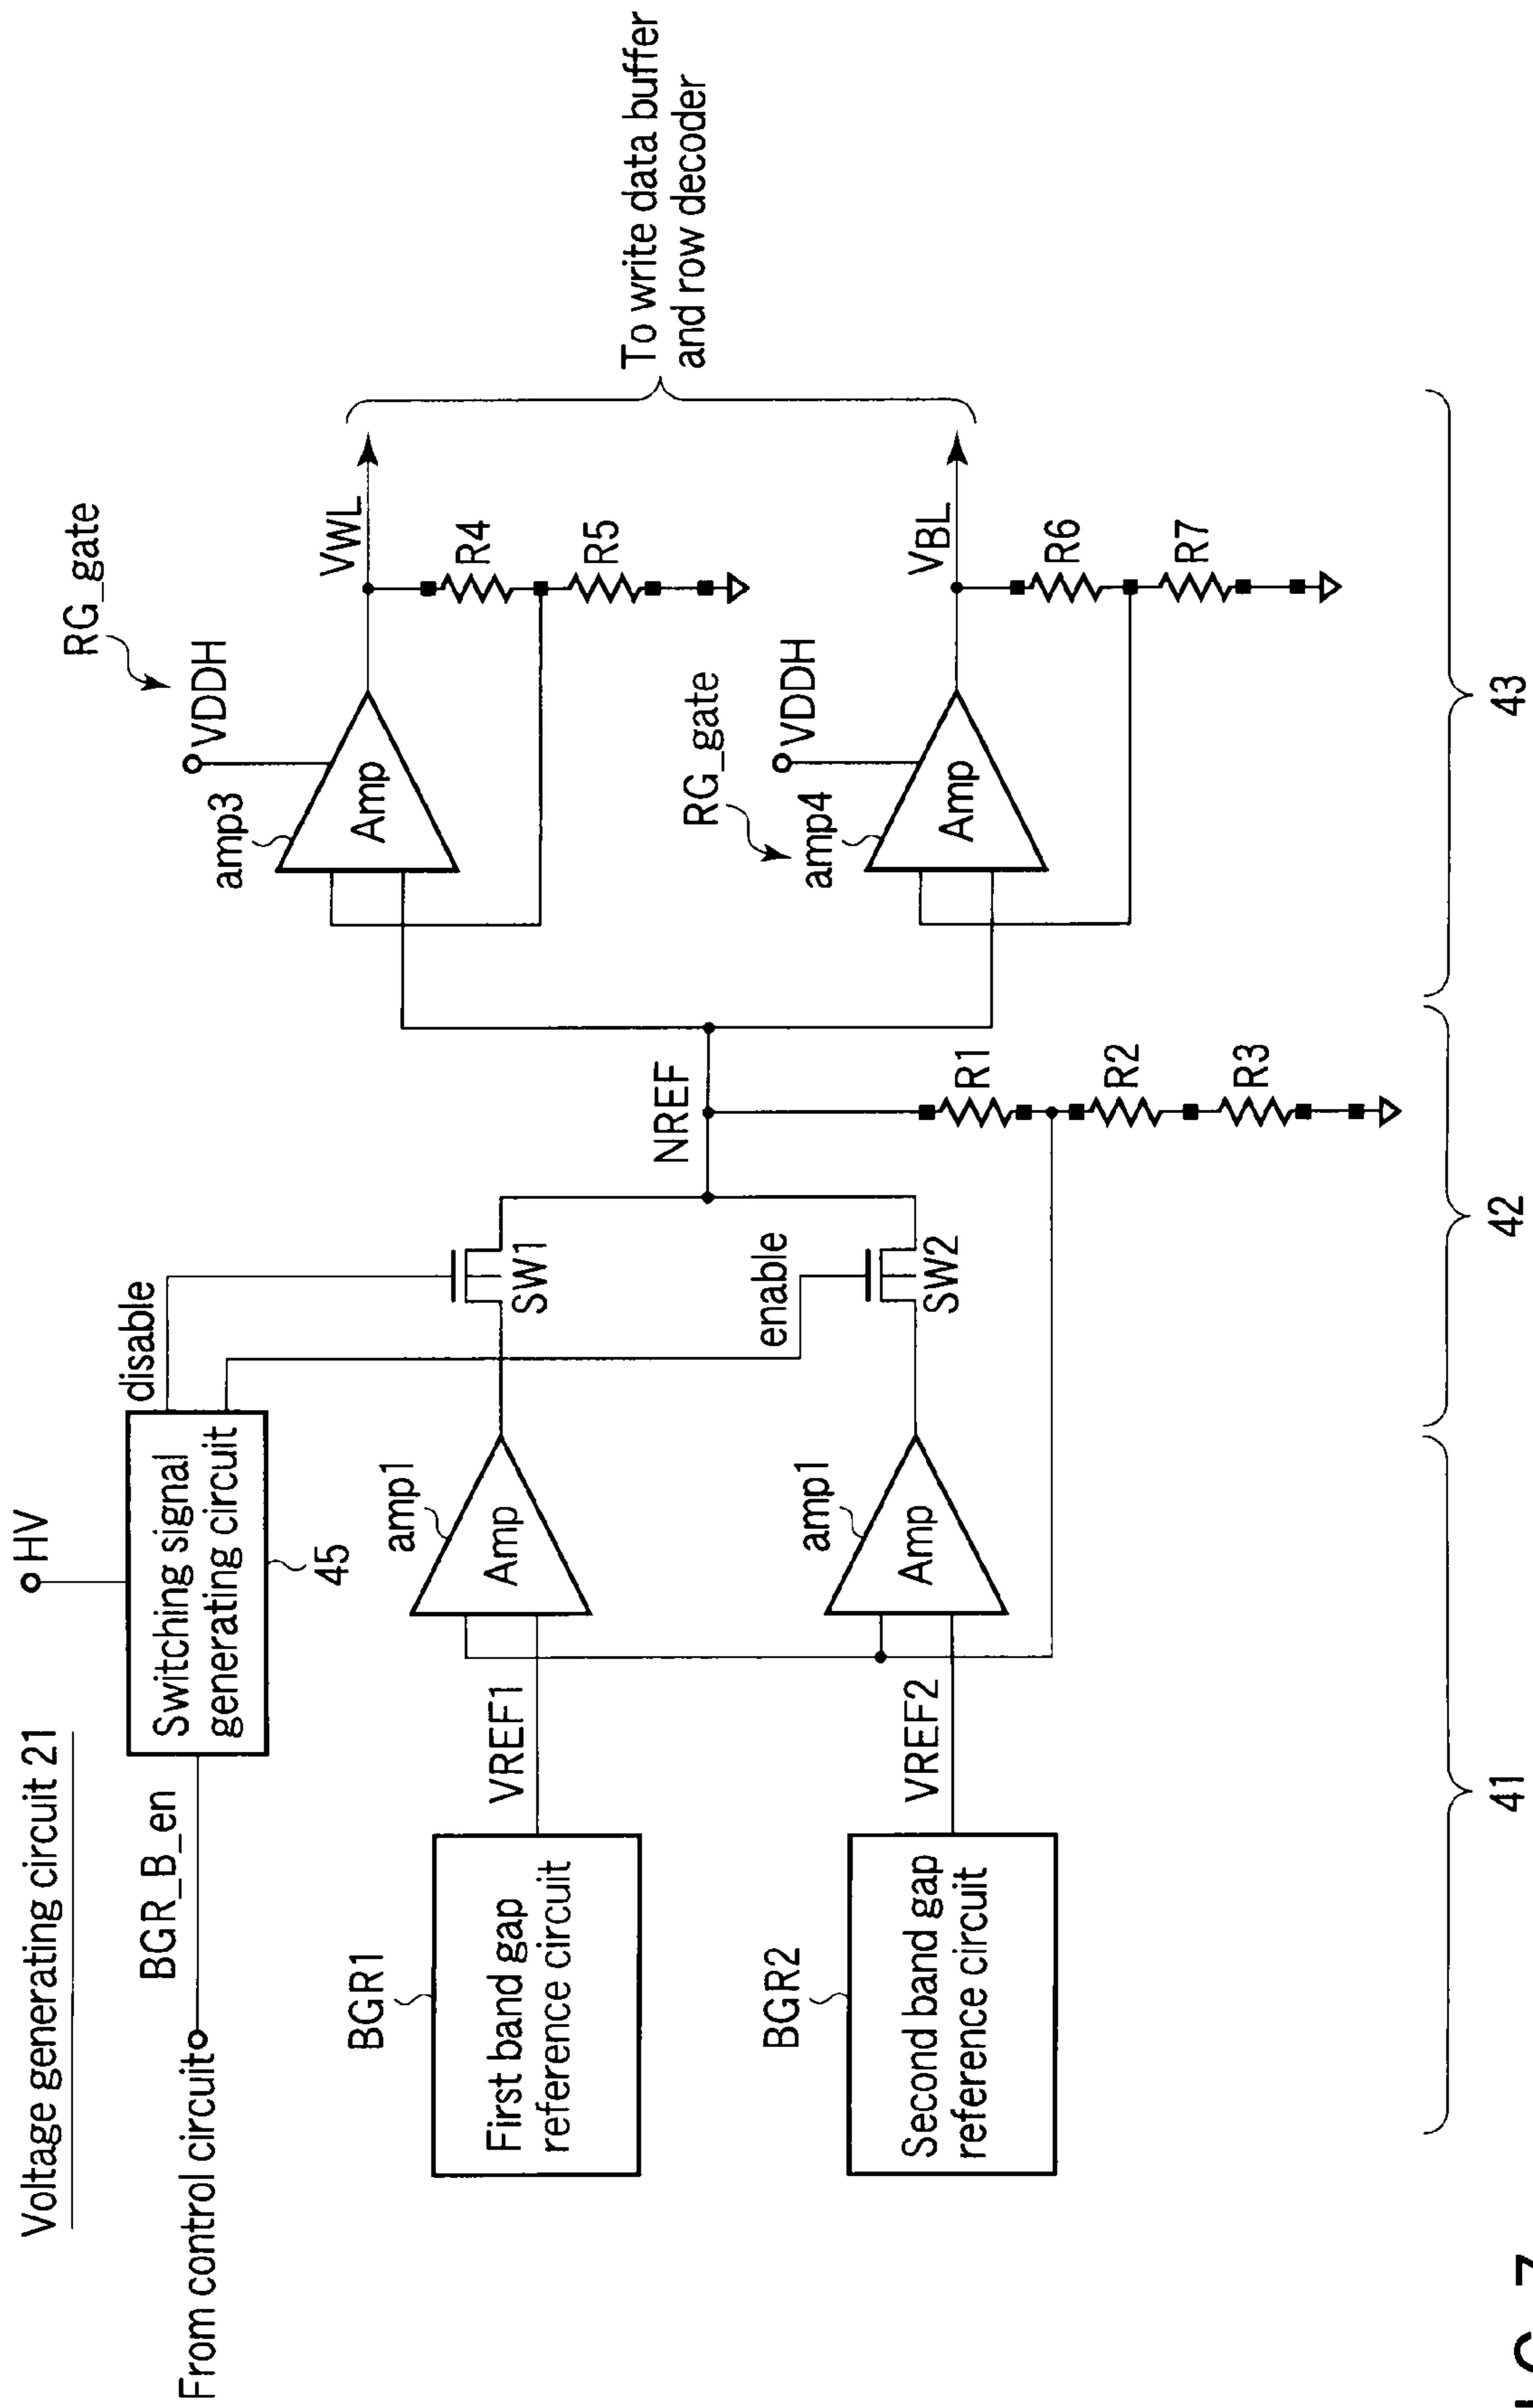 Voltage generating circuit 21
HV
From control circuit
BGR_B_en
Switching signal
generating circuit
45
disable
enable
BGR1
First band gap
reference circuit
VREF1
amp1
Amp
SW1
BGR2
Second band gap
reference circuit
VREF2
amp1
Amp
SW2
NREF
R1
R2
R3
RG_gate
VDDH
amp3
Amp
VWL
R4
R5
RG_gate
VDDH
amp4
Amp
VBL
R6
R7
To write data buffer
and row decoder
41
42
43